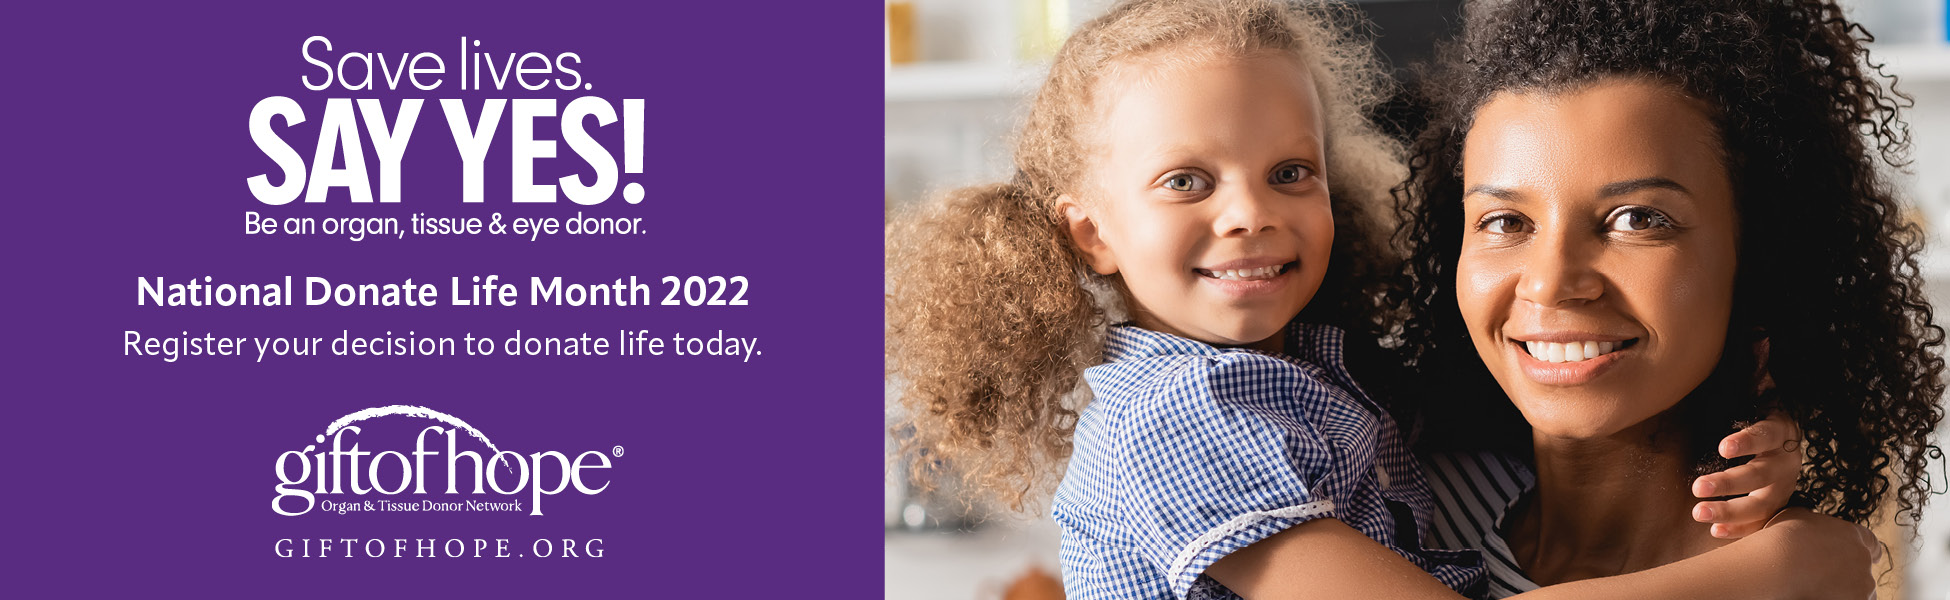 Save lives.
SAY YES!
Be an organ, tissue & eye donor.
National Donate Life Month 2022
Register your decision to donate life today.
giftofhope®
Organ & Tissue Donor Network
GIFTOFHOPE.ORG